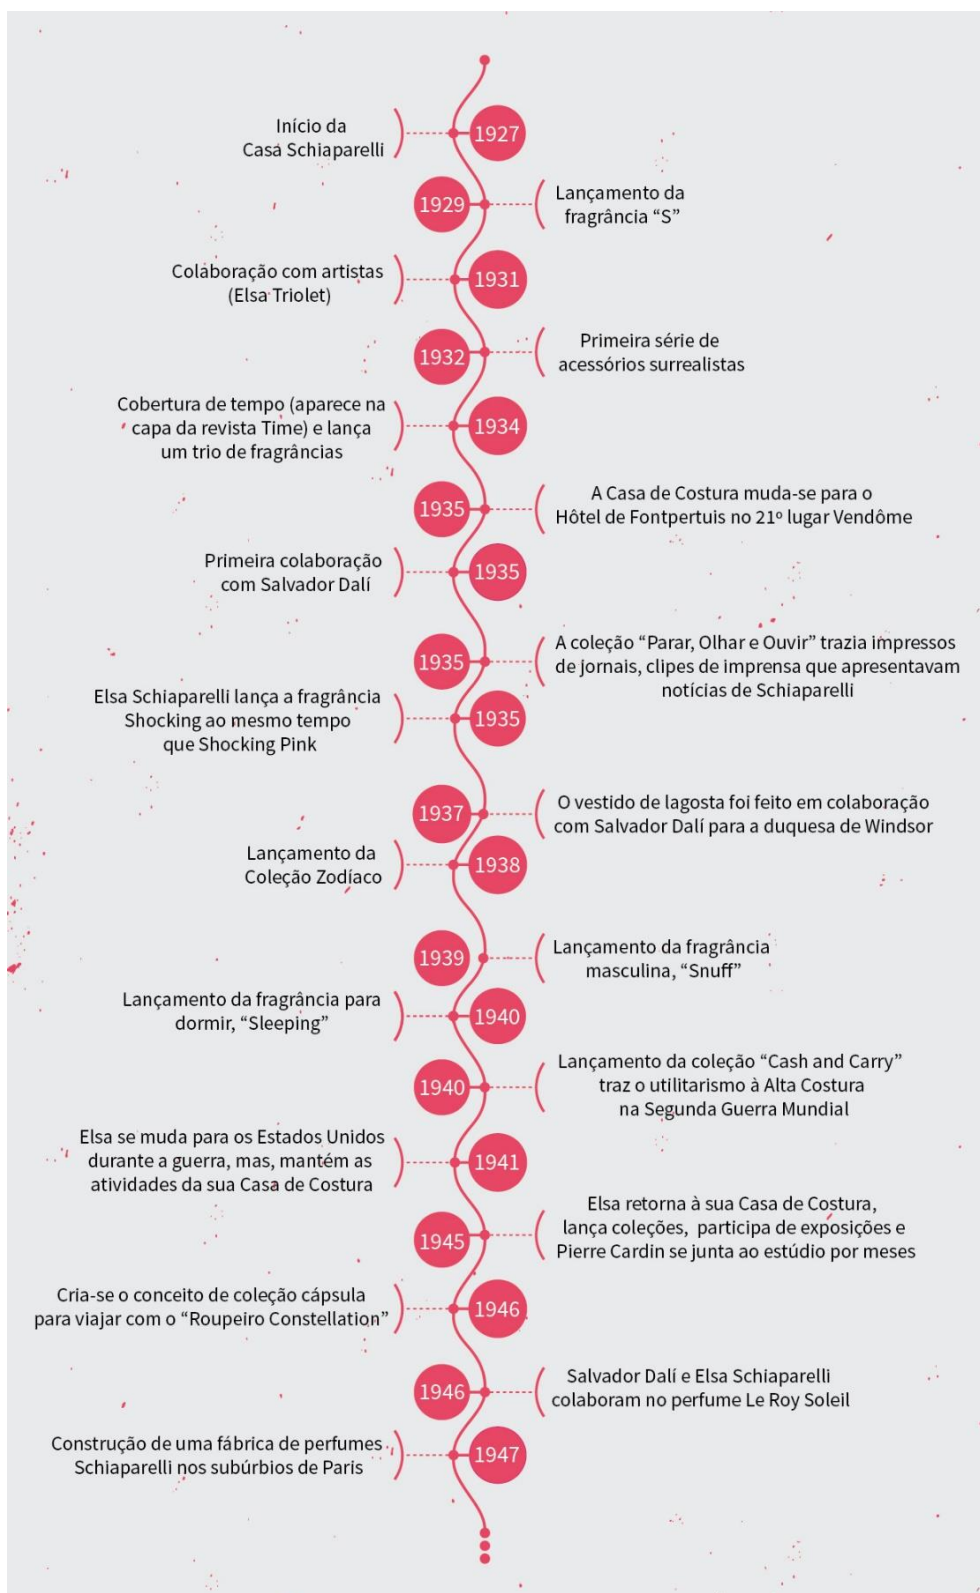 Início da
Casa Schiaparelli
1927
1929
Lançamento da
fragrância “S”
Colaboração com artistas
(Elsa Triolet)
1931
1932
Primeira série de
acessórios surrealistas
Cobertura de tempo (aparece na
capa da revista Time) e lança
um trio de fragrâncias
1934
1935
A Casa de Costura muda-se para o
Hôtel de Fontpertuis no 21º lugar Vendôme
Primeira colaboração
com Salvador Dalí
1935
1935
A coleção “Parar, Olhar e Ouvir” trazia impressos
de jornais, clipes de imprensa que apresentavam
notícias de Schiaparelli
Elsa Schiaparelli lança a fragrância
Shocking ao mesmo tempo
que Shocking Pink
1935
1937
O vestido de lagosta foi feito em colaboração
com Salvador Dalí para a duquesa de Windsor
Lançamento da
Coleção Zodíaco
1938
1939
Lançamento da fragrância
masculina, “Snuff”
Lançamento da fragrância para
dormir, “Sleeping”
1940
1940
Lançamento da coleção “Cash and Carry”
traz o utilitarismo à Alta Costura
na Segunda Guerra Mundial
Elsa se muda para os Estados Unidos
durante a guerra, mas, mantém as
atividades da sua Casa de Costura
1941
1945
Elsa retorna à sua Casa de Costura,
lança coleções, participa de exposições e
Pierre Cardin se junta ao estúdio por meses
Cria-se o conceito de coleção cápsula
para viajar com o “Roupeiro Constellation”
1946
1946
Salvador Dalí e Elsa Schiaparelli
colaboram no perfume Le Roy Soleil
Construção de uma fábrica de perfumes
Schiaparelli nos subúrbios de Paris
1947